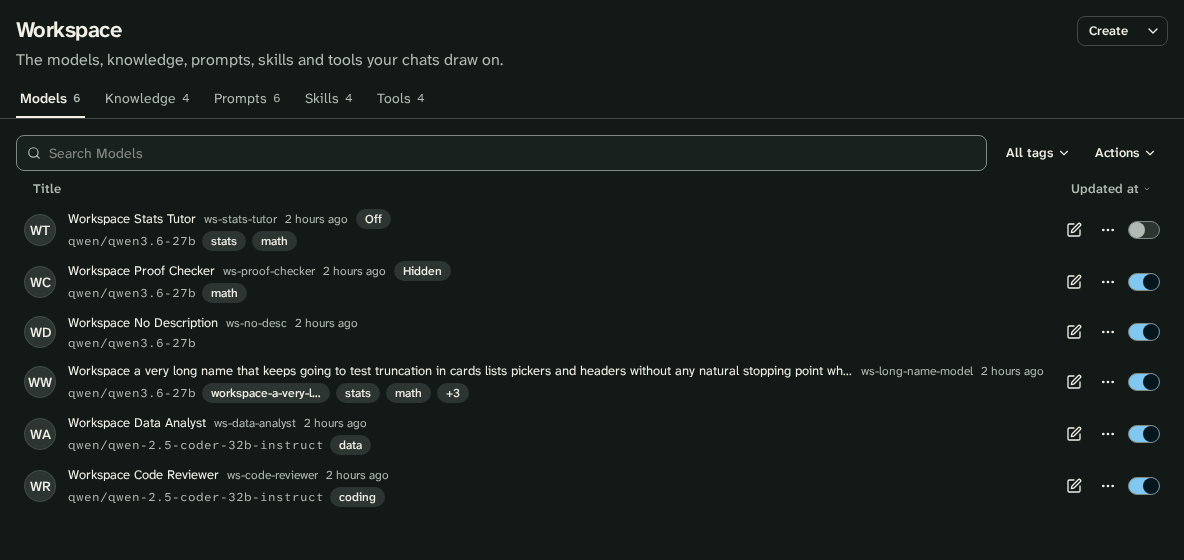 Workspace
Create
The models, knowledge, prompts, skills and tools your chats draw on.
Models 6 Knowledge 4 Prompts 6 Skills 4 Tools 4
Search Models All tags Actions
Title Updated at
WT Workspace Stats Tutor ws-stats-tutor 2 hours ago Off
qwen/qwen3.6-27b stats math
WC Workspace Proof Checker ws-proof-checker 2 hours ago Hidden
qwen/qwen3.6-27b math
WD Workspace No Description ws-no-desc 2 hours ago
qwen/qwen3.6-27b
WW Workspace a very long name that keeps going to test truncation in cards lists pickers and headers without any natural stopping point wh... ws-long-name-model 2 hours ago
qwen/qwen3.6-27b workspace-a-very-l... stats math +3
WA Workspace Data Analyst ws-data-analyst 2 hours ago
qwen/qwen-2.5-coder-32b-instruct data
WR Workspace Code Reviewer ws-code-reviewer 2 hours ago
qwen/qwen-2.5-coder-32b-instruct coding